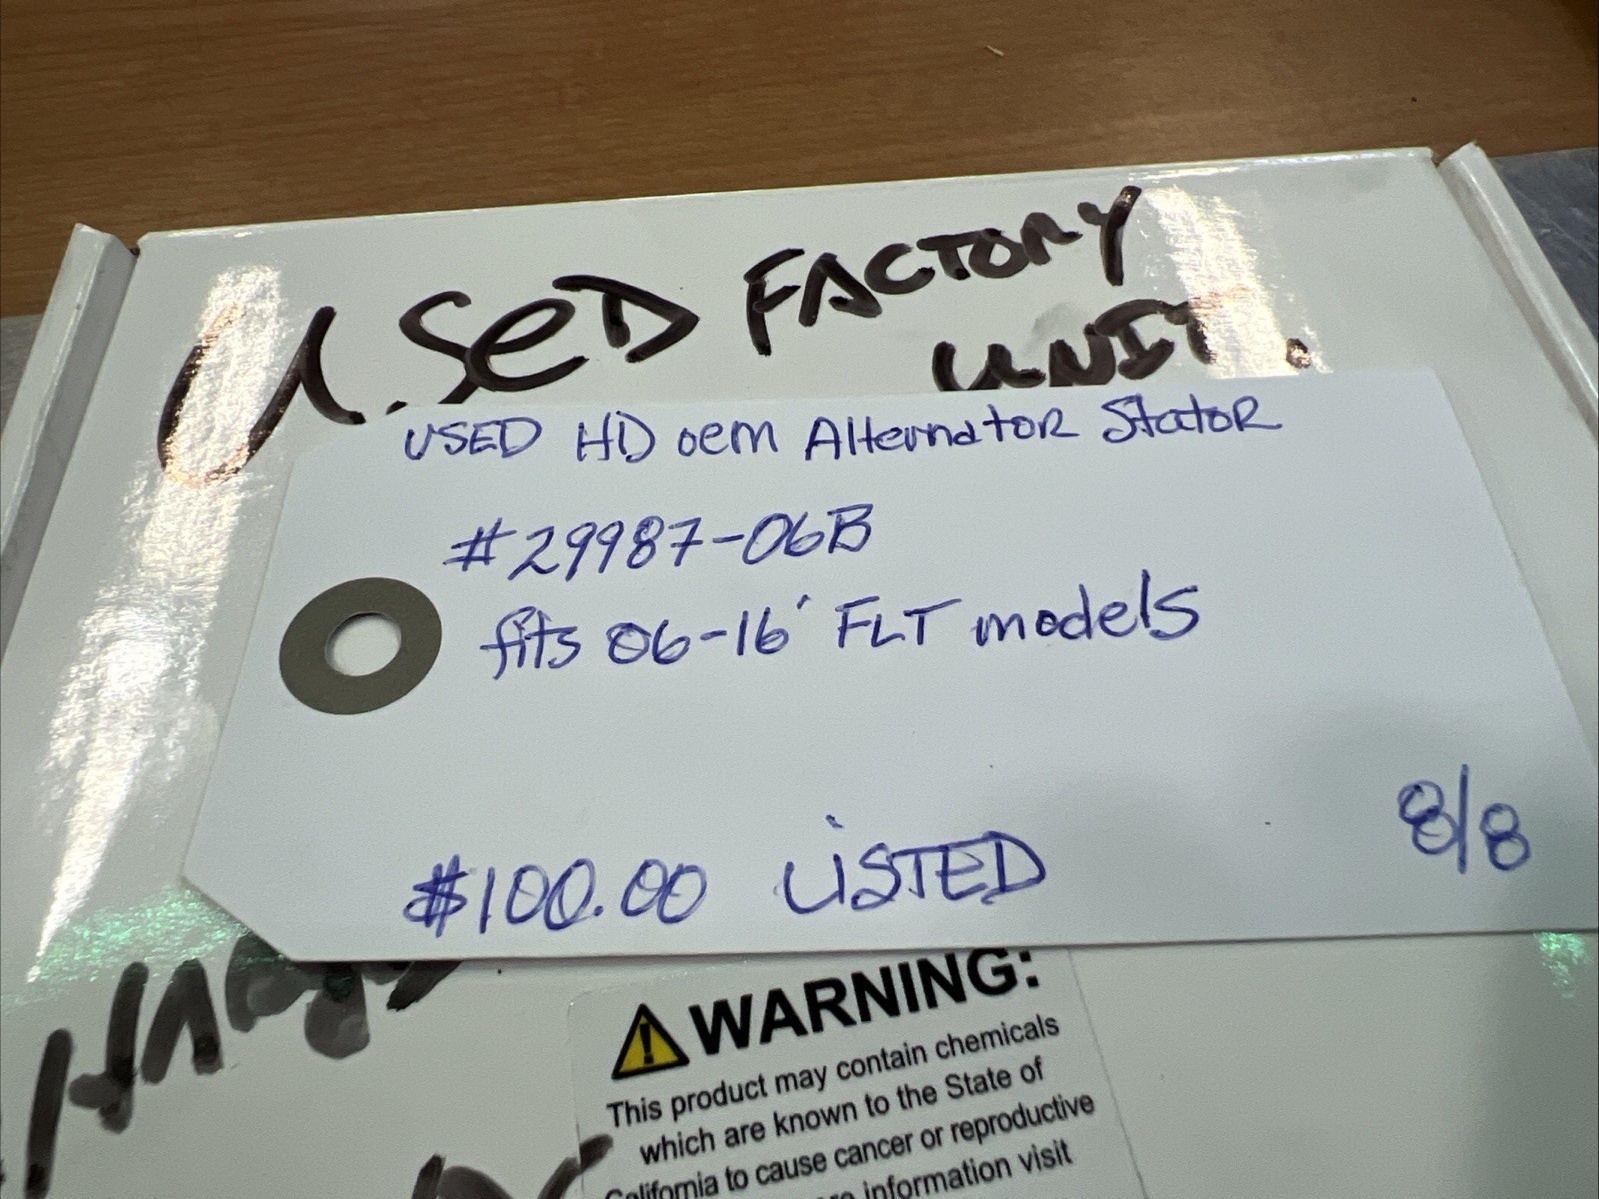 USED FACTORY
UNIT.
USED HD OEM Alternator Stator
#29987-06B
fits 06-16' FLT models
$100.00 LiSTED
8/8
WARNING:
This product may contain chemicals
which are known to the State of
California to cause cancer or reproductive
information visit